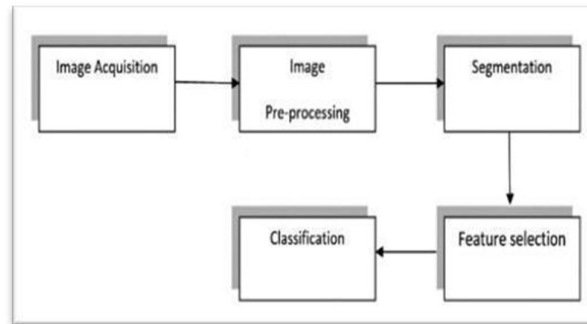 Image Acquisition
Image
Pre-processing
Segmentation
Feature selection
Classification